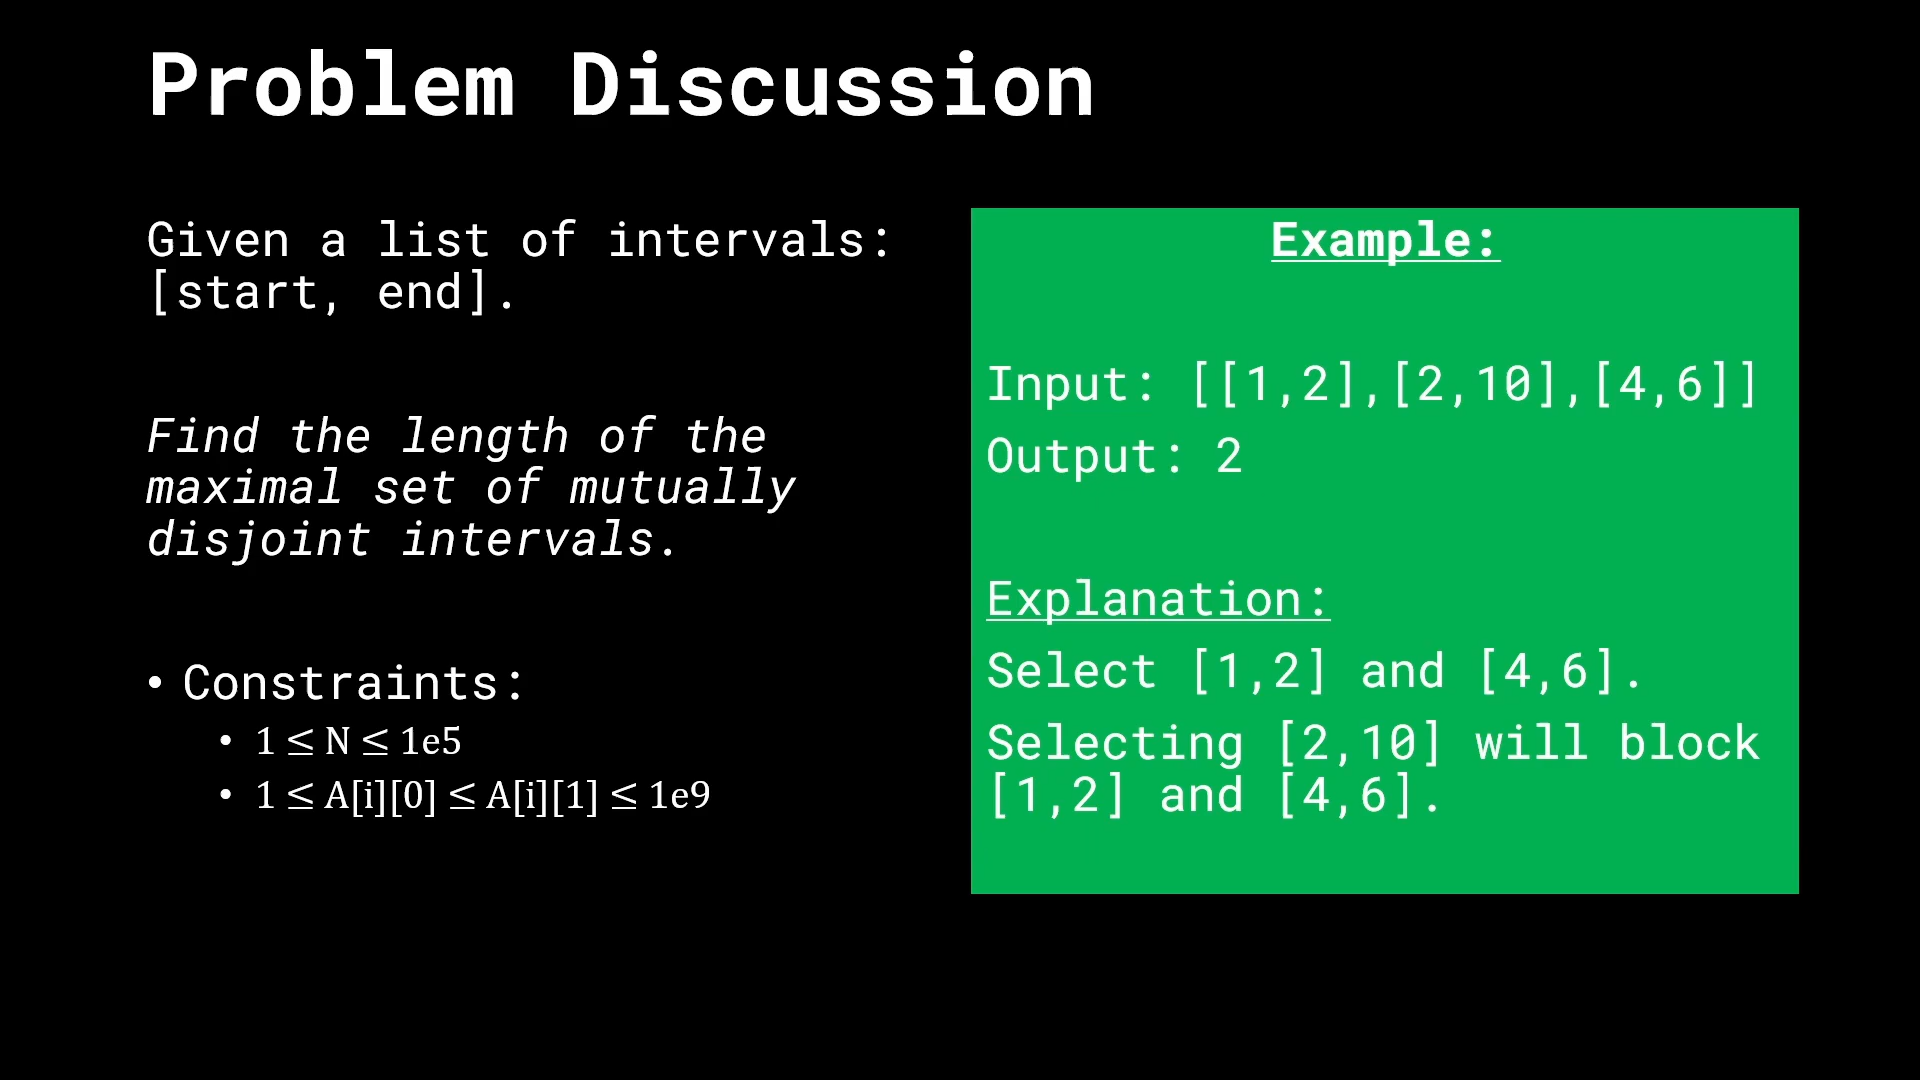 Problem Discussion
Given a list of intervals:
[start, end].
Find the length of the
maximal set of mutually
disjoint intervals.
• Constraints:
• 1 ≤ N ≤ 1e5
• 1 ≤ A[i][0] ≤ A[i][1] ≤ 1e9
Example:
Input: [[1,2],[2,10],[4,6]]
Output: 2
Explanation:
Select [1,2] and [4,6].
Selecting [2,10] will block
[1,2] and [4,6].